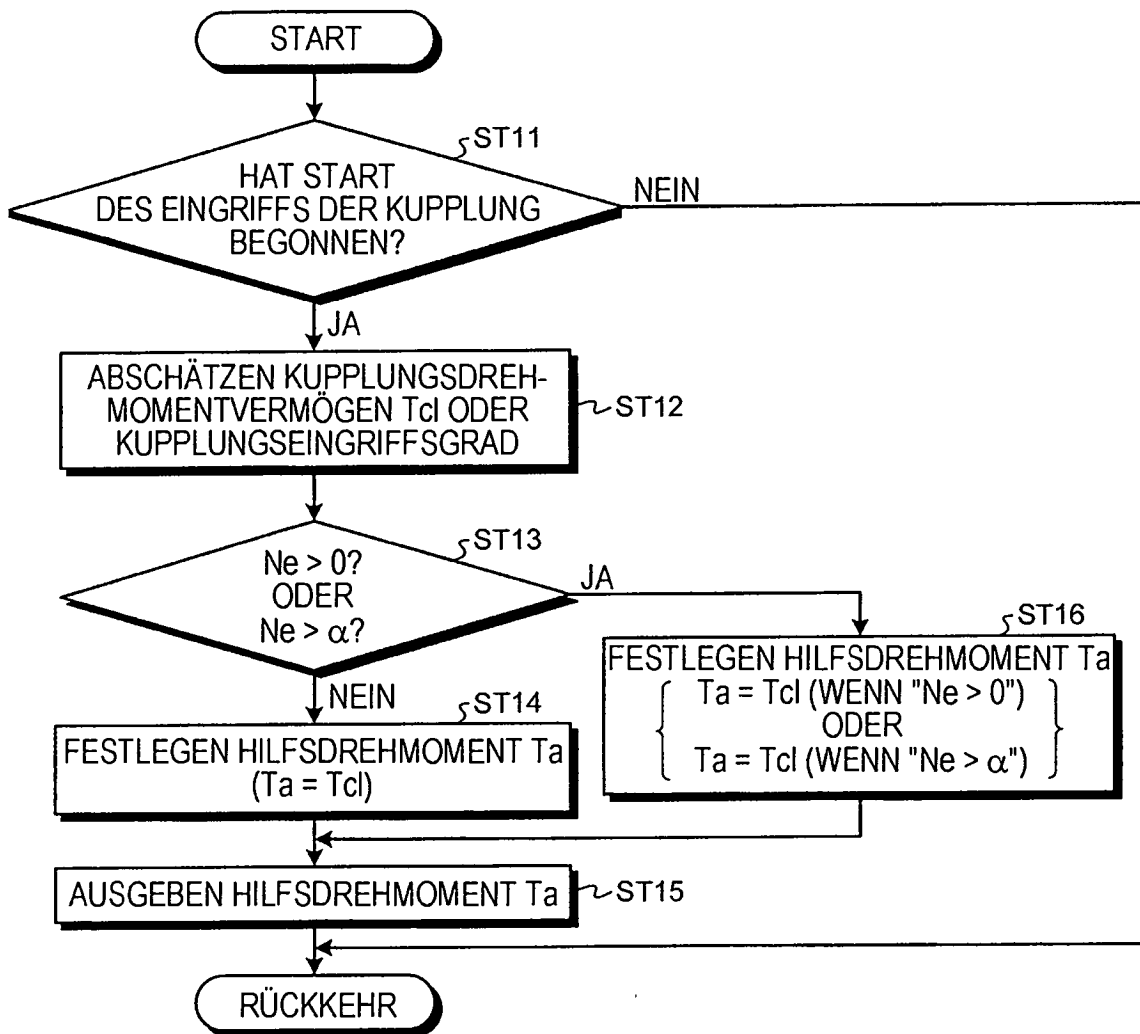 START
ST11
HAT START
DES EINGRIFFS DER KUPPLUNG
BEGONNEN?
NEIN
JA
ABSCHÄTZEN KUPPLUNGSDREH-
MOMENTVERMÖGEN Tcl ODER
KUPPLUNGSEINGRIFFSGRAD
ST12
ST13
Ne > 0?
ODER
Ne > α?
JA
NEIN
ST16
FESTLEGEN HILFSDREHMOMENT Ta
Ta = Tcl (WENN "Ne > 0")
ODER
Ta = Tcl (WENN "Ne > α")
ST14
FESTLEGEN HILFSDREHMOMENT Ta
(Ta = Tcl)
AUSGEBEN HILFSDREHMOMENT Ta
ST15
RÜCKKEHR